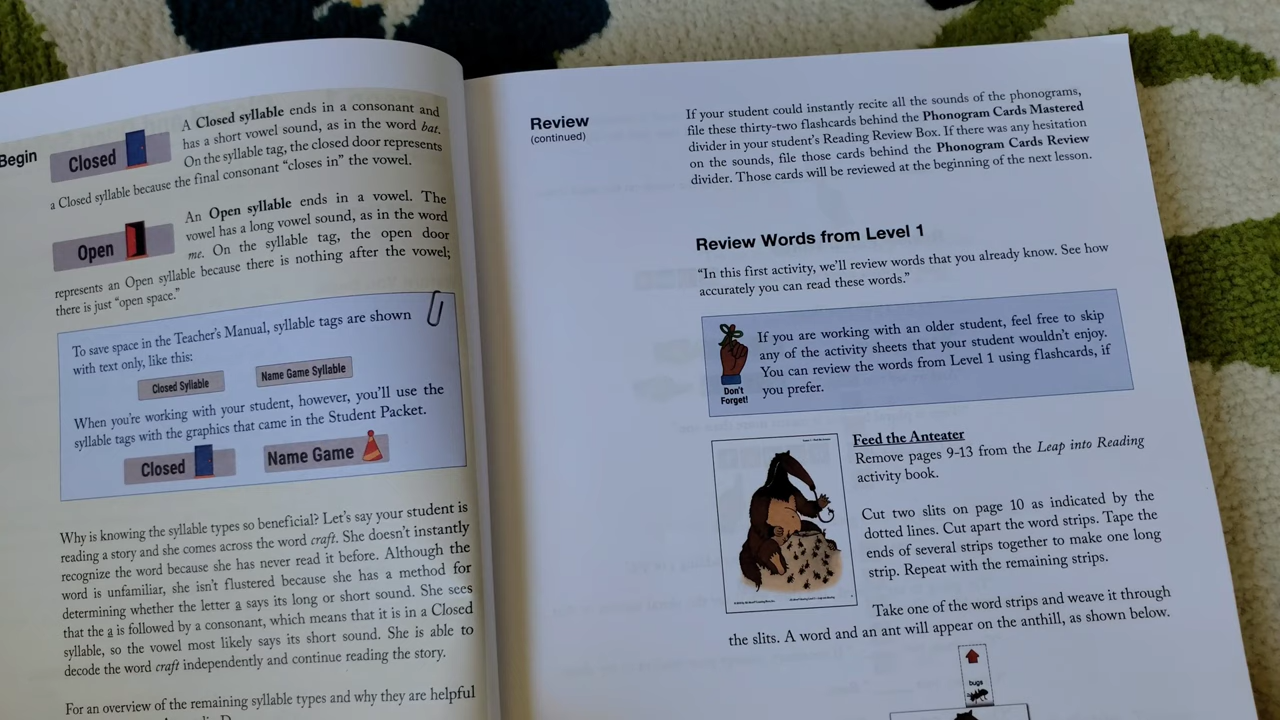 Begin
Closed
A Closed syllable ends in a consonant and
has a short vowel sound, as in the word bat.
On the syllable tag, the closed door represents
a Closed syllable because the final consonant “closes in” the vowel.
Open
An Open syllable ends in a vowel. The
vowel has a long vowel sound, as in the word
me. On the syllable tag, the open door
represents an Open syllable because there is nothing after the vowel;
there is just “open space.”
To save space in the Teacher’s Manual, syllable tags are shown
with text only, like this:
Closed Syllable
Name Game Syllable
When you’re working with your student, however, you’ll use the
syllable tags with the graphics that came in the Student Packet.
Closed
Name Game
Why is knowing the syllable types so beneficial? Let’s say your student is
reading a story and she comes across the word craft. She doesn’t instantly
recognize the word because she has never read it before. Although the
word is unfamiliar, she isn’t flustered because she has a method for
determining whether the letter a says its long or short sound. She sees
that the a is followed by a consonant, which means that it is in a Closed
syllable, so the vowel most likely says its short sound. She is able to
decode the word craft independently and continue reading the story.
For an overview of the remaining syllable types and why they are helpful
Review
(continued)
If your student could instantly recite all the sounds of the phonograms,
file these thirty-two flashcards behind the Phonogram Cards Mastered
divider in your student’s Reading Review Box. If there was any hesitation
on the sounds, file those cards behind the Phonogram Cards Review
divider. Those cards will be reviewed at the beginning of the next lesson.
Review Words from Level 1
“In this first activity, we’ll review words that you already know. See how
accurately you can read these words.”
Don’t
Forget!
If you are working with an older student, feel free to skip
any of the activity sheets that your student wouldn’t enjoy.
You can review the words from Level 1 using flashcards, if
you prefer.
Feed the Anteater
Remove pages 9-13 from the Leap into Reading
activity book.
Cut two slits on page 10 as indicated by the
dotted lines. Cut apart the word strips. Tape the
ends of several strips together to make one long
strip. Repeat with the remaining strips.
Take one of the word strips and weave it through
the slits. A word and an ant will appear on the anthill, as shown below.
bugs